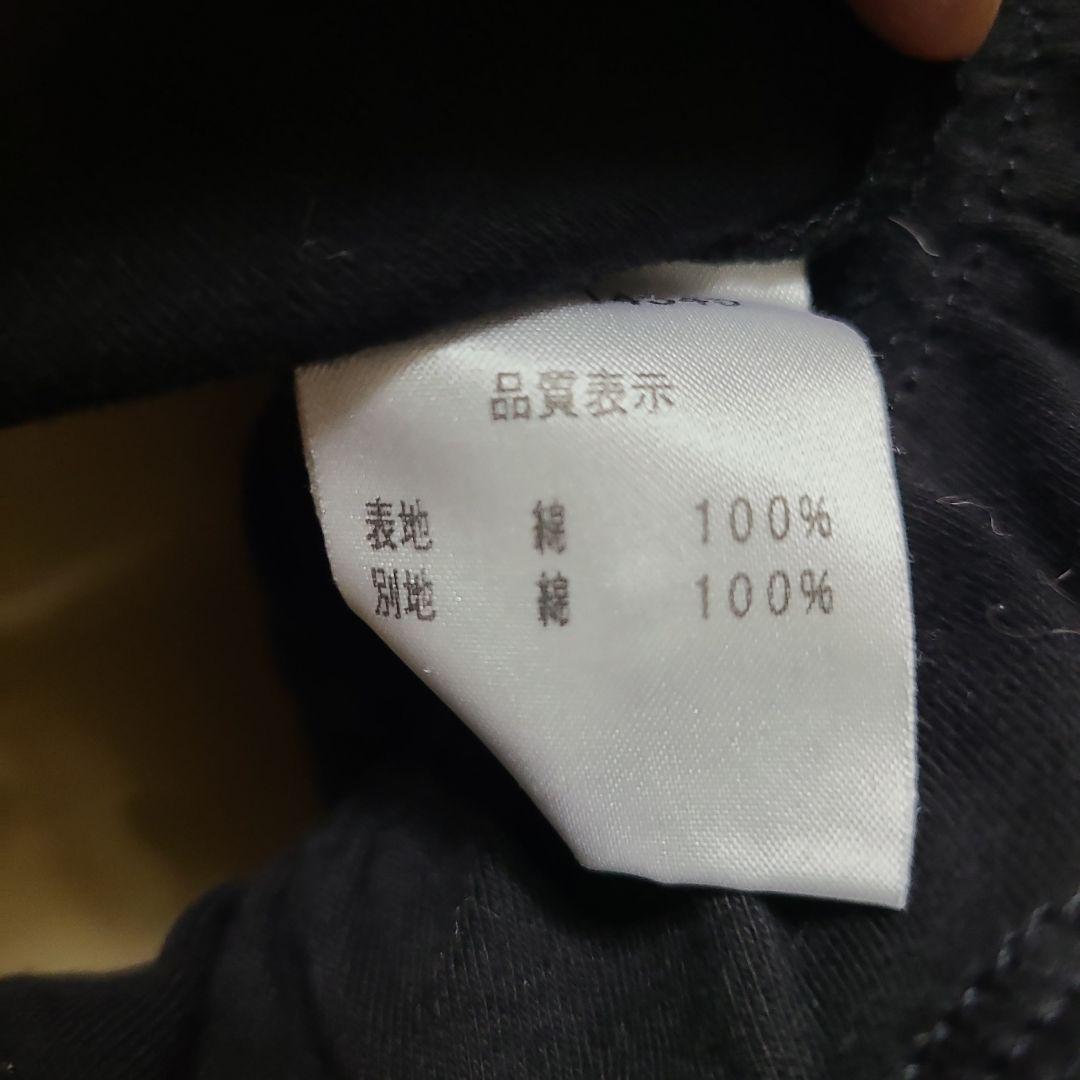 品質表示
表地 綿 100%
別地 綿 100%